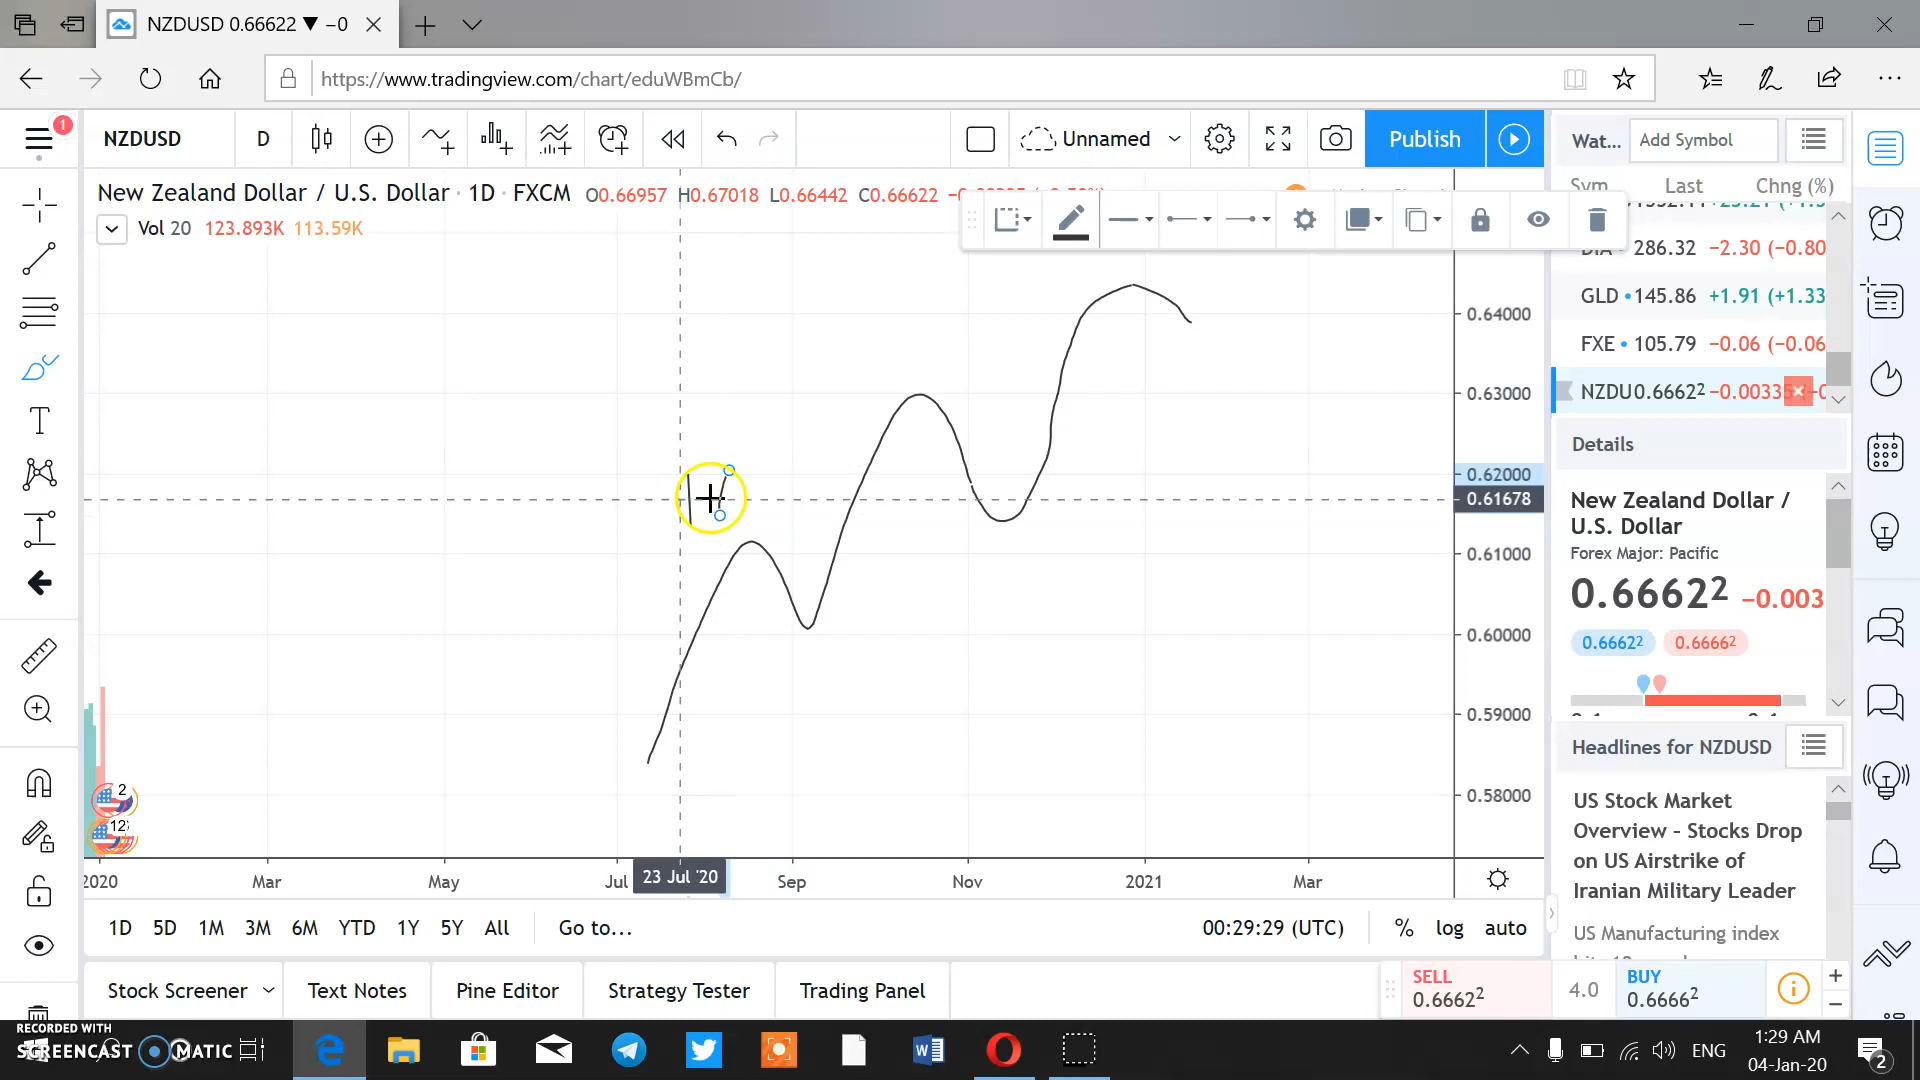 NZDUSD 0.66622 ▼ −0
https://www.tradingview.com/chart/eduWBmCb/
1
NZDUSD
D
Unnamed
Publish
Wat...
Add Symbol
New Zealand Dollar / U.S. Dollar · 1D · FXCM
O0.66957 H0.67018 L0.66442 C0.66622
Sym Last Chng (%)
Vol 20 123.893K 113.59K
DIA 286.32 −2.30 (−0.80
GLD 145.86 +1.91 (+1.33
FXE 105.79 −0.06 (−0.06
NZDU0.66622 −0.00335
0.64000
0.63000
0.62000
0.61678
0.61000
0.60000
0.59000
0.58000
Details
New Zealand Dollar /
U.S. Dollar
Forex Major: Pacific
0.66622 −0.003
0.66622 0.66662
2
12
2020 Mar May Jul 23 Jul '20 Sep Nov 2021 Mar
Headlines for NZDUSD
US Stock Market
Overview – Stocks Drop
on US Airstrike of
Iranian Military Leader
US Manufacturing index
1D 5D 1M 3M 6M YTD 1Y 5Y All Go to... 00:29:29 (UTC) % log auto
Stock Screener Text Notes Pine Editor Strategy Tester Trading Panel
SELL
0.66622
4.0
BUY
0.66662
RECORDED WITH
SCREENCAST MATIC
W
ENG
1:29 AM
04-Jan-20
2